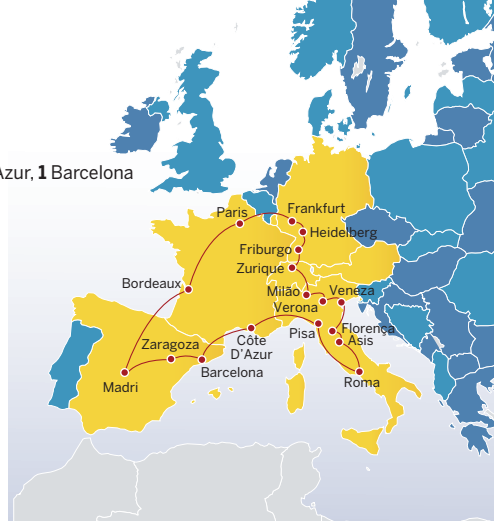 Azur, 1 Barcelona
Paris
Frankfurt
Heidelberg
Friburgo
Zurique
Bordeaux
Milão
Veneza
Verona
Florença
Pisa
Asis
Zaragoza
Côte
D'Azur
Barcelona
Madri
Roma